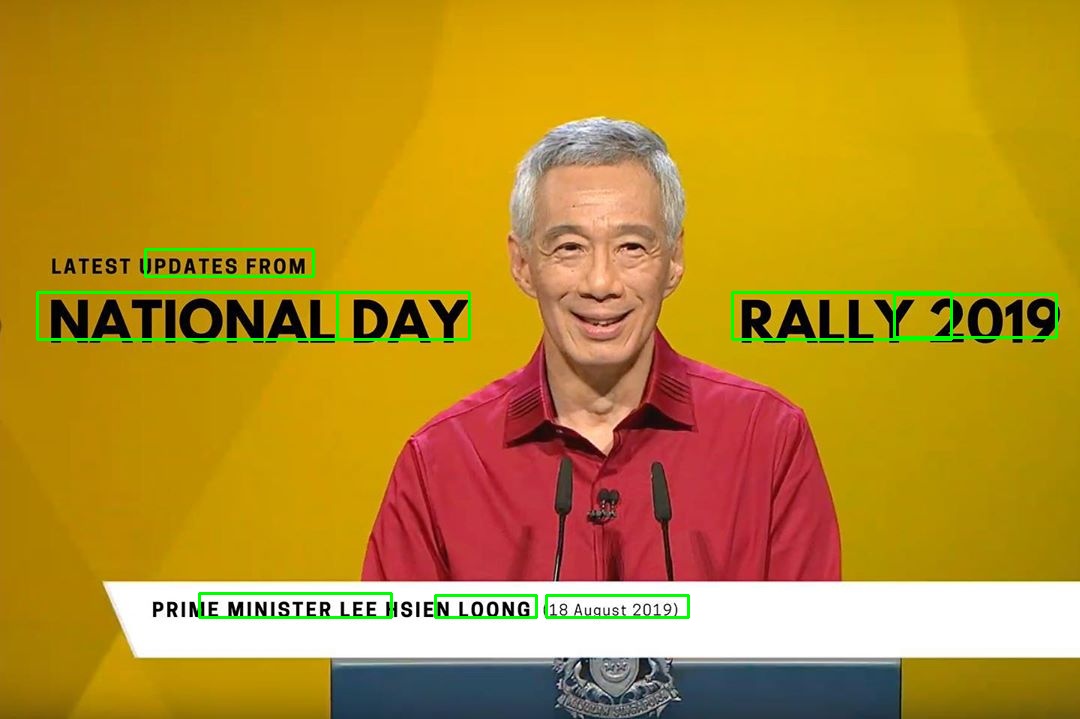 LATEST UPDATES FROM
NATIONAL DAY RALLY 2019
PRIME MINISTER LEE HSIEN LOONG (18 August 2019)